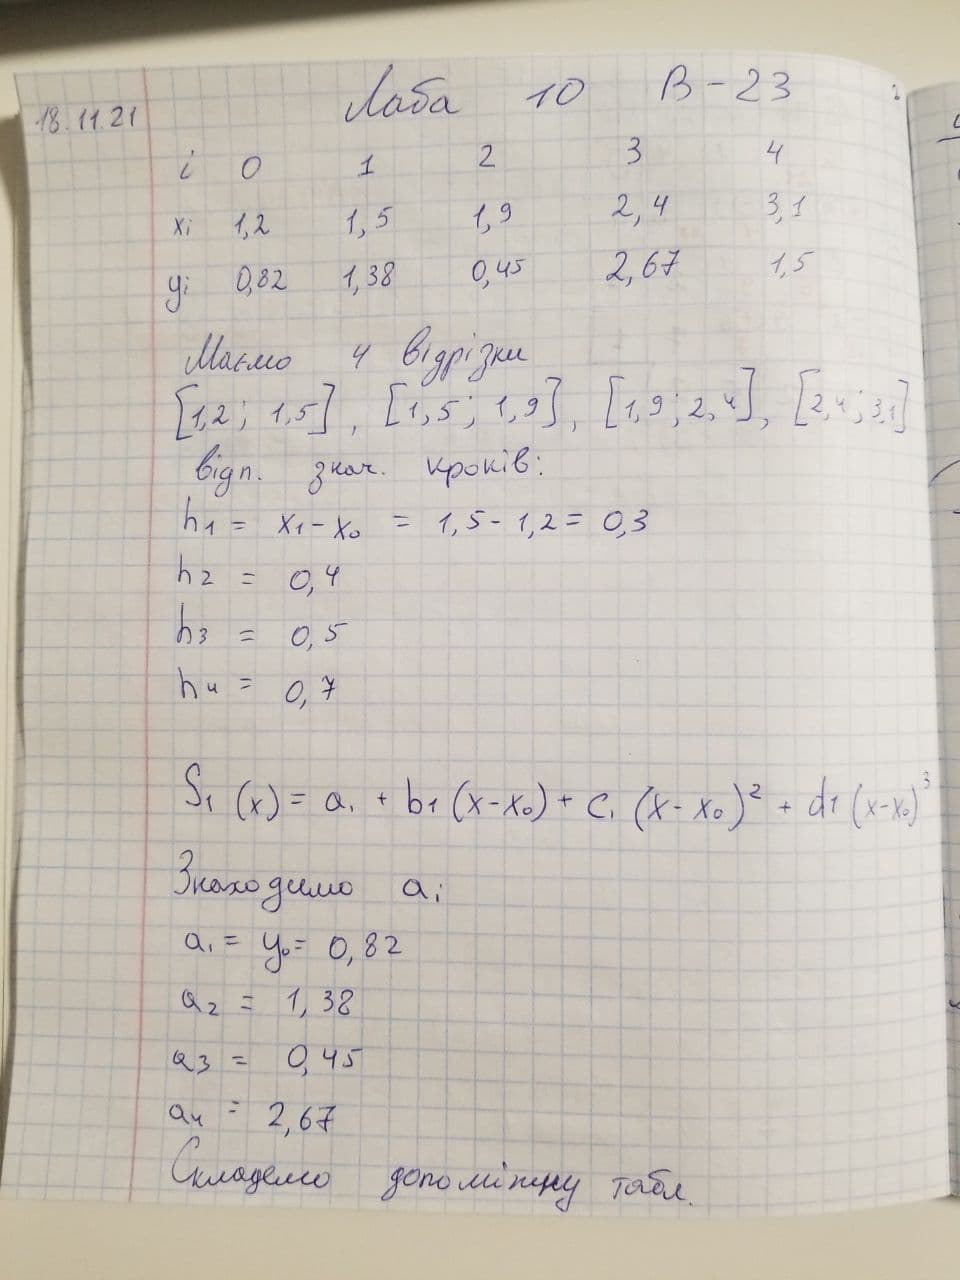 18.11.21 Лаба 10 В-23
i 0 1 2 3 4
xi 1,2 1,5 1,9 2,4 3,1
yi 0,82 1,38 0,45 2,67 1,5
Маємо 4 відрізки
[1,2; 1,5], [1,5; 1,9], [1,9; 2,4], [2,4; 3,1]
відп. знач. кроків:
h1 = x1-x0 = 1,5-1,2 = 0,3
h2 = 0,4
h3 = 0,5
h4 = 0,7
S1(x) = a1 + b1(x-x0) + c1(x-x0)² + d1(x-x0)³
Знаходимо ai
a1 = y0 = 0,82
a2 = 1,38
a3 = 0,45
a4 = 2,67
Складемо допоміжну табл.